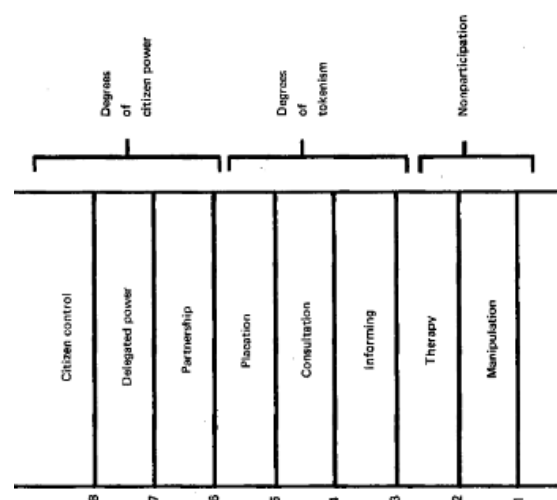 Citizen control
Delegated power
Partnership
Placation
Consultation
Informing
Therapy
Manipulation
8
7
6
5
4
3
2
1
Degrees
of
citizen power
Degrees
of
tokenism
Nonparticipation